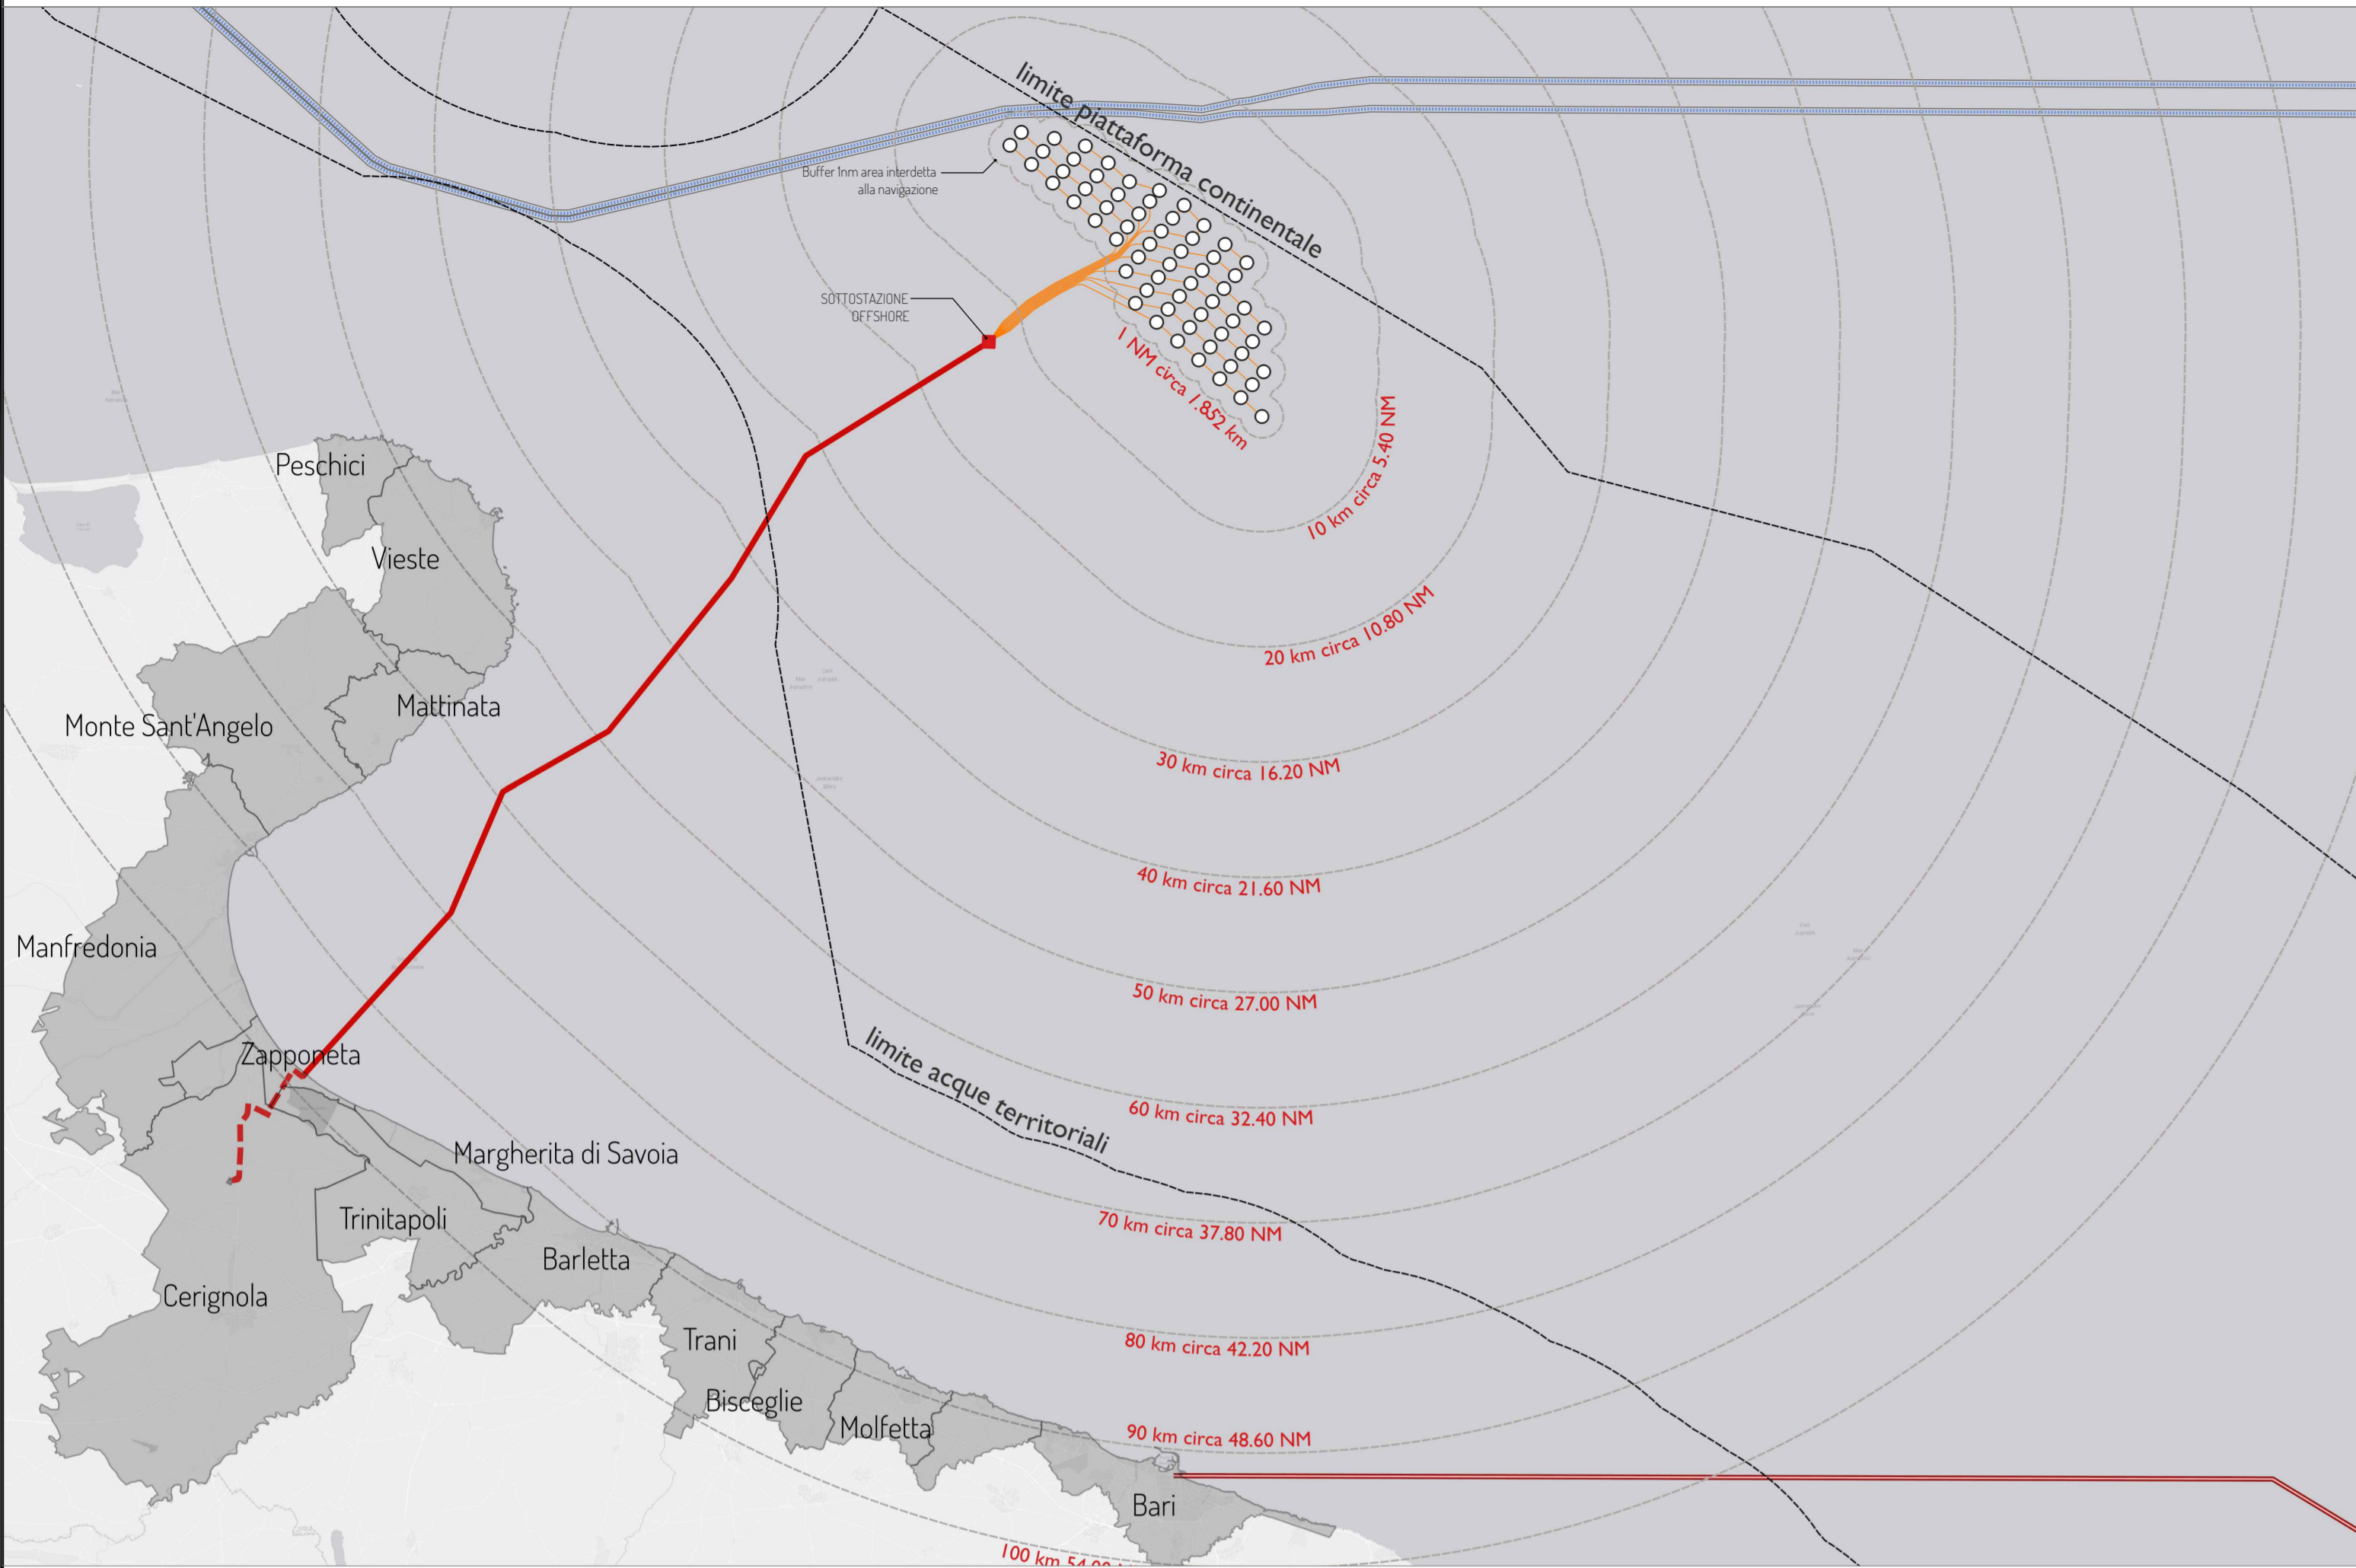 limite piattaforma continentale
Buffer 1nm area interdetta
alla navigazione
SOTTOSTAZIONE
OFFSHORE
1 NM circa 1.852 km
10 km circa 5.40 NM
Peschici
Vieste
20 km circa 10.80 NM
Mattinata
Monte Sant'Angelo
30 km circa 16.20 NM
40 km circa 21.60 NM
Manfredonia
50 km circa 27.00 NM
Zapponeta
limite acque territoriali
60 km circa 32.40 NM
Margherita di Savoia
Trinitapoli
70 km circa 37.80 NM
Barletta
Cerignola
Trani
80 km circa 42.20 NM
Bisceglie
Molfetta
90 km circa 48.60 NM
Bari
100 km 54.00